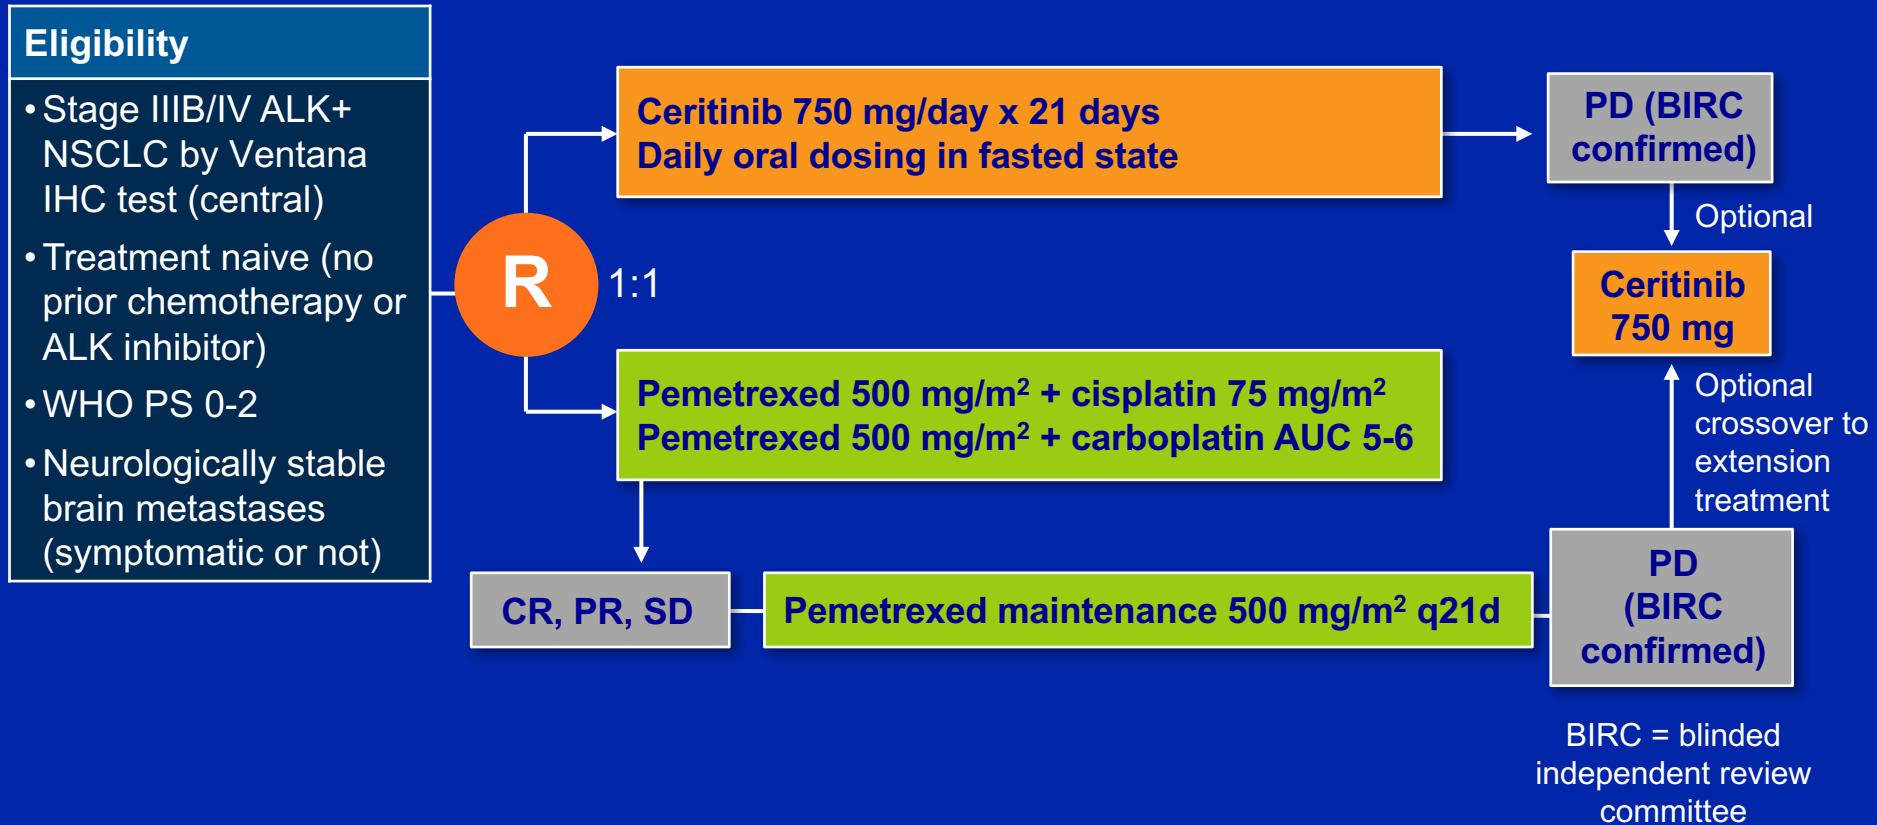 Eligibility
• Stage IIIB/IV ALK+
NSCLC by Ventana
IHC test (central)
• Treatment naive (no
prior chemotherapy or
ALK inhibitor)
• WHO PS 0-2
• Neurologically stable
brain metastases
(symptomatic or not)
R
1:1
Ceritinib 750 mg/day x 21 days
Daily oral dosing in fasted state
PD (BIRC
confirmed)
Optional
Ceritinib
750 mg
Pemetrexed 500 mg/m² + cisplatin 75 mg/m²
Pemetrexed 500 mg/m² + carboplatin AUC 5-6
Optional
crossover to
extension
treatment
CR, PR, SD
Pemetrexed maintenance 500 mg/m² q21d
PD
(BIRC
confirmed)
BIRC = blinded
independent review
committee